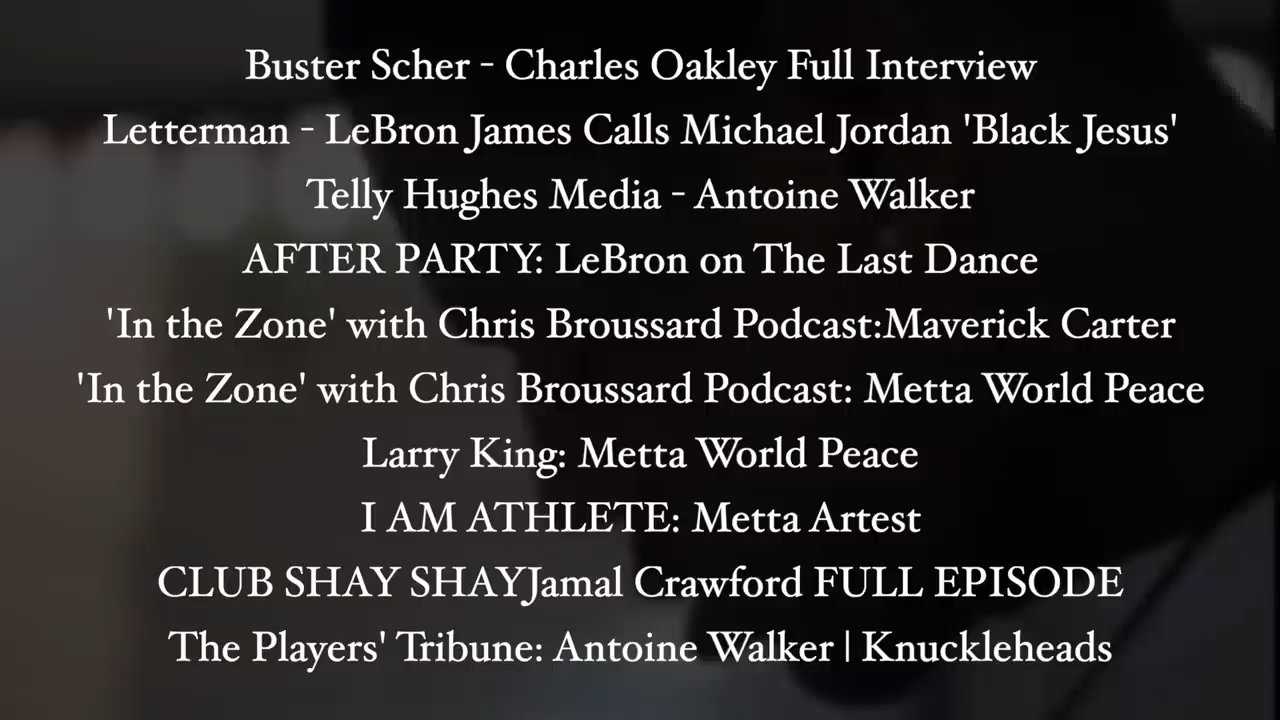 Buster Scher - Charles Oakley Full Interview
Letterman - LeBron James Calls Michael Jordan 'Black Jesus'
Telly Hughes Media - Antoine Walker
AFTER PARTY: LeBron on The Last Dance
'In the Zone' with Chris Broussard Podcast:Maverick Carter
'In the Zone' with Chris Broussard Podcast: Metta World Peace
Larry King: Metta World Peace
I AM ATHLETE: Metta Artest
CLUB SHAY SHAYJamal Crawford FULL EPISODE
The Players' Tribune: Antoine Walker | Knuckleheads